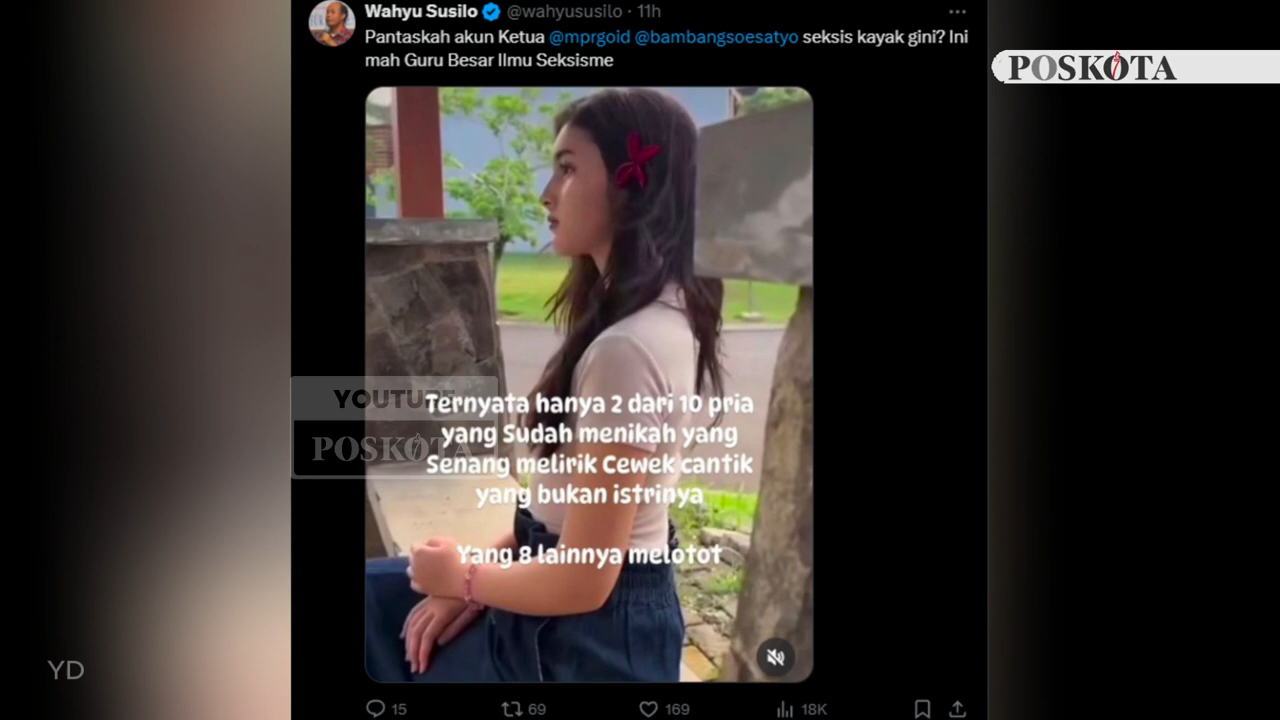 Wahyu Susilo @wahyususilo · 11h
Pantaskah akun Ketua @mprgoid @bambangsoesatyo seksis kayak gini? Ini
mah Guru Besar Ilmu Seksisme
POSKOTA
YOUTUBE
POSKOTA
Ternyata hanya 2 dari 10 pria
yang Sudah menikah yang
Senang melirik Cewek cantik
yang bukan istrinya
Yang 8 lainnya melotot
YD
15 69 169 18K